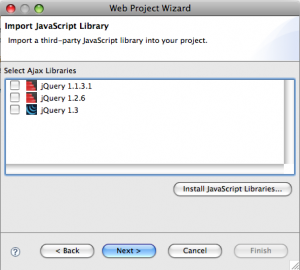 Web Project Wizard
Import JavaScript Library
Import a third-party JavaScript library into your project.
Select Ajax Libraries
jQuery 1.1.3.1
jQuery 1.2.6
jQuery 1.3
Install JavaScript Libraries...
? < Back Next > Cancel Finish